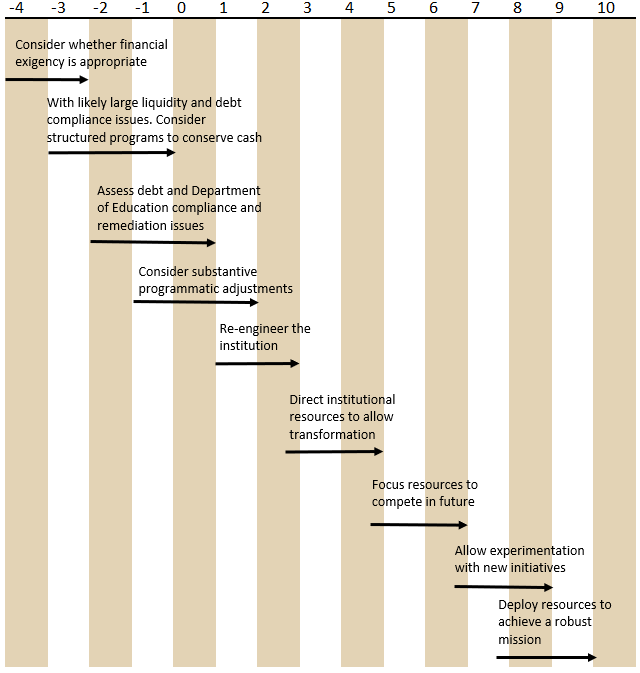 -4 -3 -2 -1 0 1 2 3 4 5 6 7 8 9 10
Consider whether financial
exigency is appropriate
With likely large liquidity and debt
compliance issues. Consider
structured programs to conserve cash
Assess debt and Department
of Education compliance and
remediation issues
Consider substantive
programmatic adjustments
Re-engineer the
institution
Direct institutional
resources to allow
transformation
Focus resources to
compete in future
Allow experimentation
with new initiatives
Deploy resources to
achieve a robust
mission